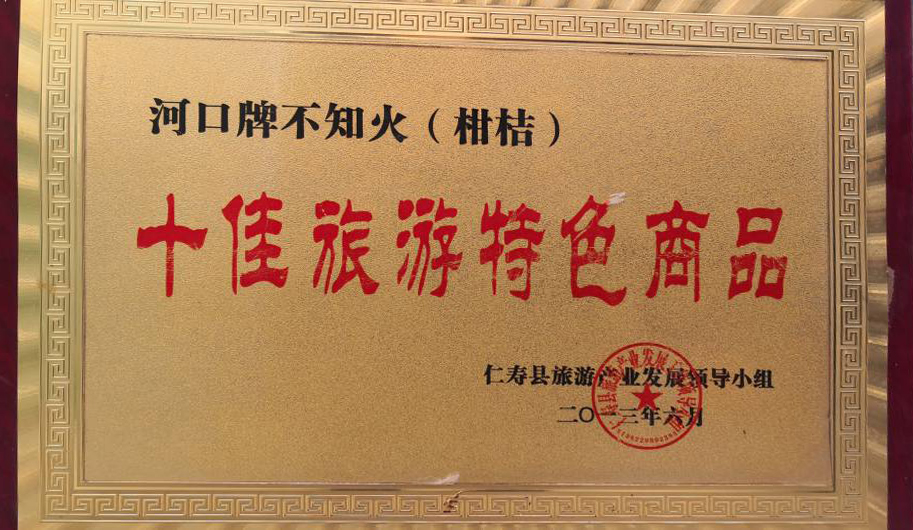 河口牌不知火（柑桔）
十佳旅游特色商品
仁寿县旅游产业发展领导小组
二〇一三年六月